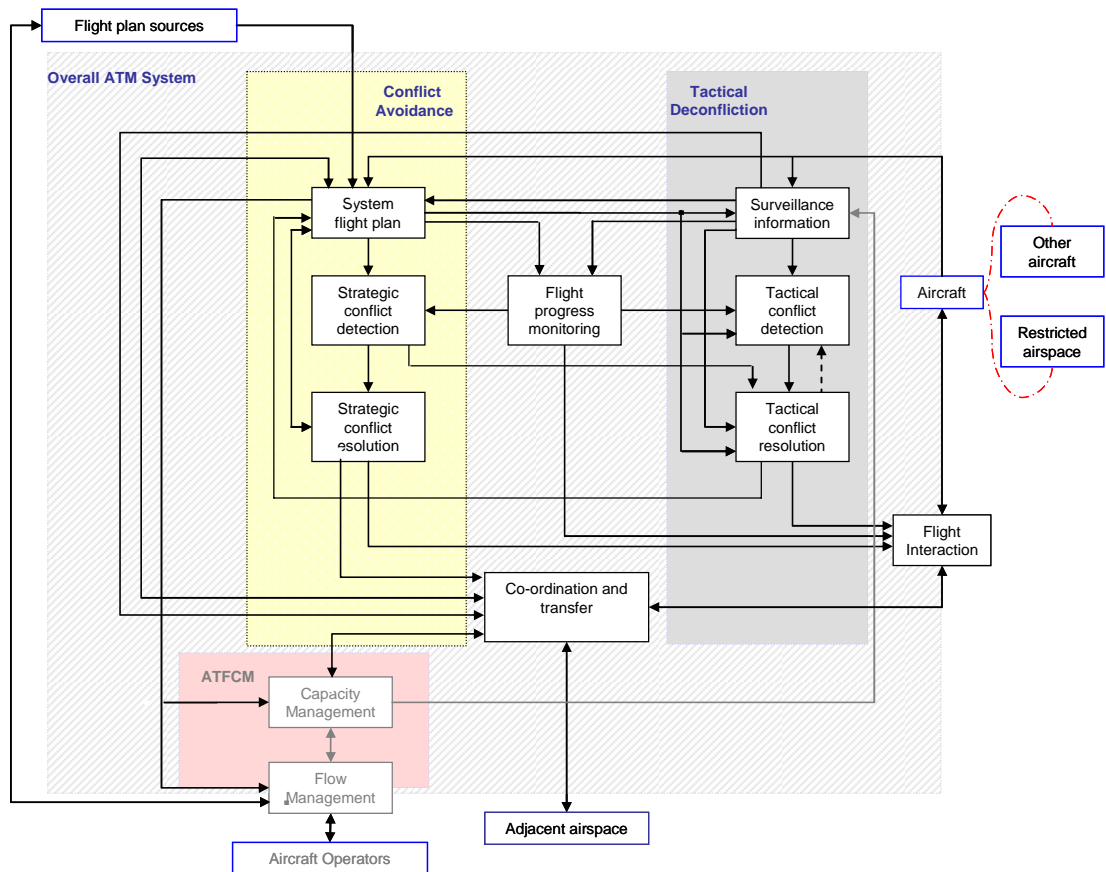 Flight plan sources
Overall ATM System
Conflict
Avoidance
Tactical
Deconfliction
System
flight plan
Surveillance
information
Other
aircraft
Aircraft
Restricted
airspace
Strategic
conflict
detection
Flight
progress
monitoring
Tactical
conflict
detection
Strategic
conflict
esolution
Tactical
conflict
resolution
Flight
Interaction
Co-ordination and
transfer
ATFCM
Capacity
Management
Flow
Management
Adjacent airspace
Aircraft Operators